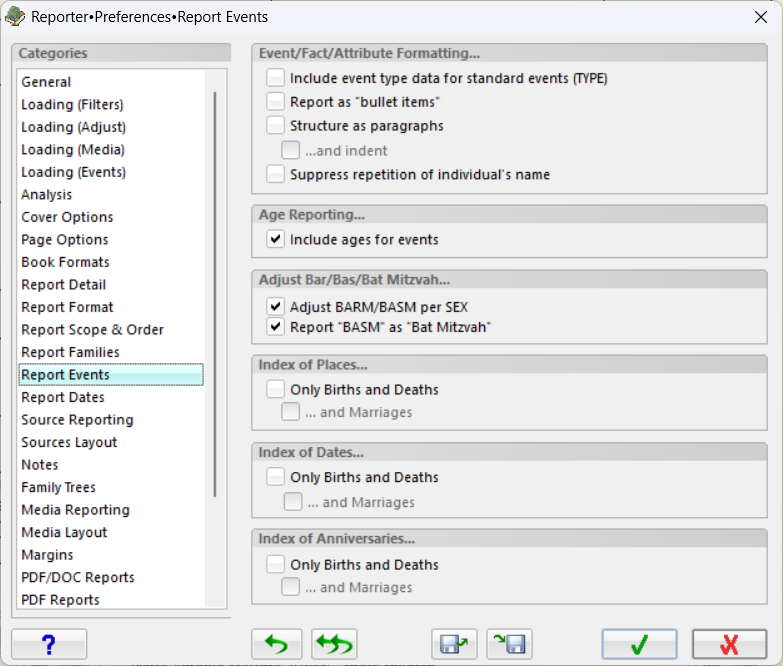 Reporter•Preferences•Report Events
Categories
General
Loading (Filters)
Loading (Adjust)
Loading (Media)
Loading (Events)
Analysis
Cover Options
Page Options
Book Formats
Report Detail
Report Format
Report Scope & Order
Report Families
Report Events
Report Dates
Source Reporting
Sources Layout
Notes
Family Trees
Media Reporting
Media Layout
Margins
PDF/DOC Reports
PDF Reports
Event/Fact/Attribute Formatting...
Include event type data for standard events (TYPE)
Report as "bullet items"
Structure as paragraphs
...and indent
Suppress repetition of individual's name
Age Reporting...
Include ages for events
Adjust Bar/Bas/Bat Mitzvah...
Adjust BARM/BASM per SEX
Report "BASM" as "Bat Mitzvah"
Index of Places...
Only Births and Deaths
... and Marriages
Index of Dates...
Only Births and Deaths
... and Marriages
Index of Anniversaries...
Only Births and Deaths
... and Marriages
?